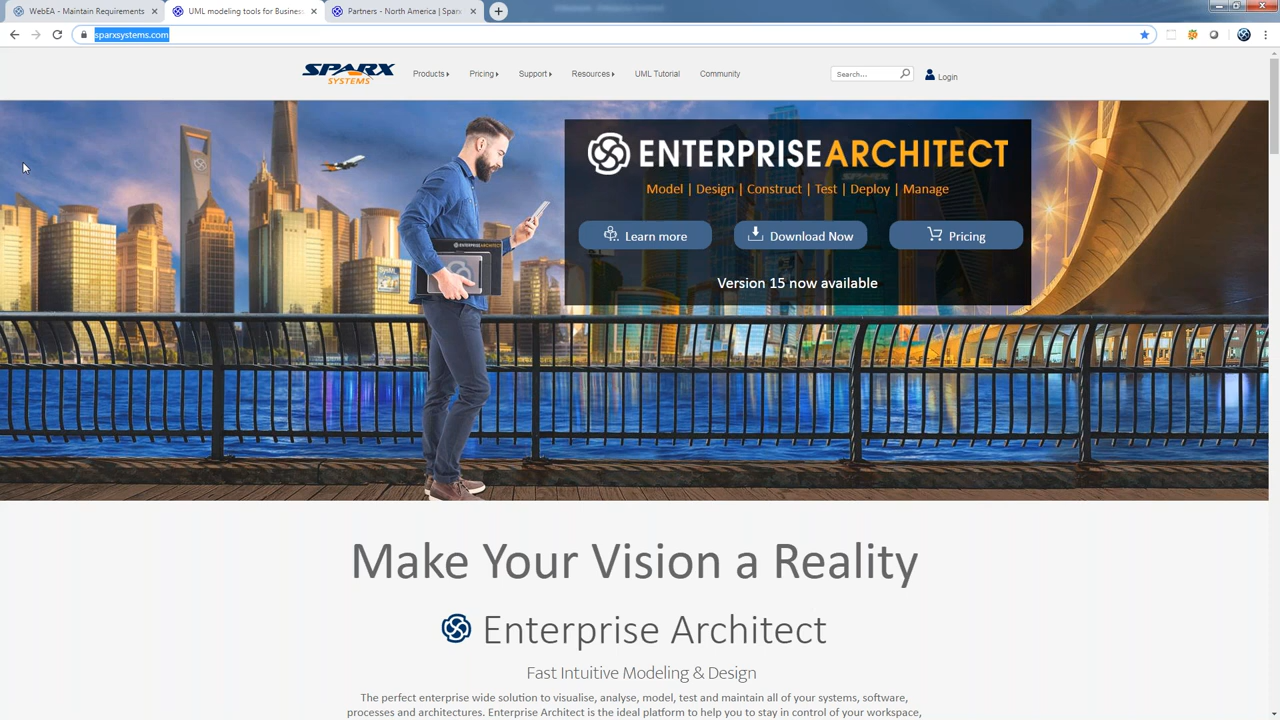 WebEA - Maintain Requirements
UML modeling tools for Business
Partners - North America | Spar
sparxsystems.com
SPARX
SYSTEMS
Products
Pricing
Support
Resources
UML Tutorial
Community
Search...
Login
ENTERPRISE ARCHITECT
Model | Design | Construct | Test | Deploy | Manage
Learn more
Download Now
Pricing
Version 15 now available
ENTERPRISE ARCHITECT
Make Your Vision a Reality
Enterprise Architect
Fast Intuitive Modeling & Design
The perfect enterprise wide solution to visualise, analyse, model, test and maintain all of your systems, software,
processes and architectures. Enterprise Architect is the ideal platform to help you to stay in control of your workspace,